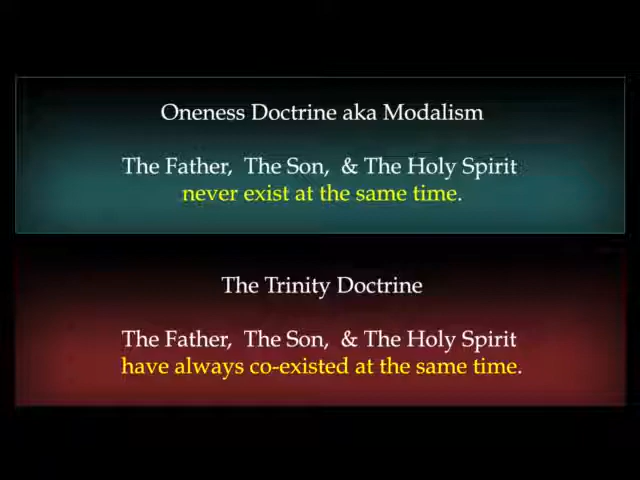 Oneness Doctrine aka Modalism
The Father, The Son, & The Holy Spirit
never exist at the same time.
The Trinity Doctrine
The Father, The Son, & The Holy Spirit
have always co-existed at the same time.